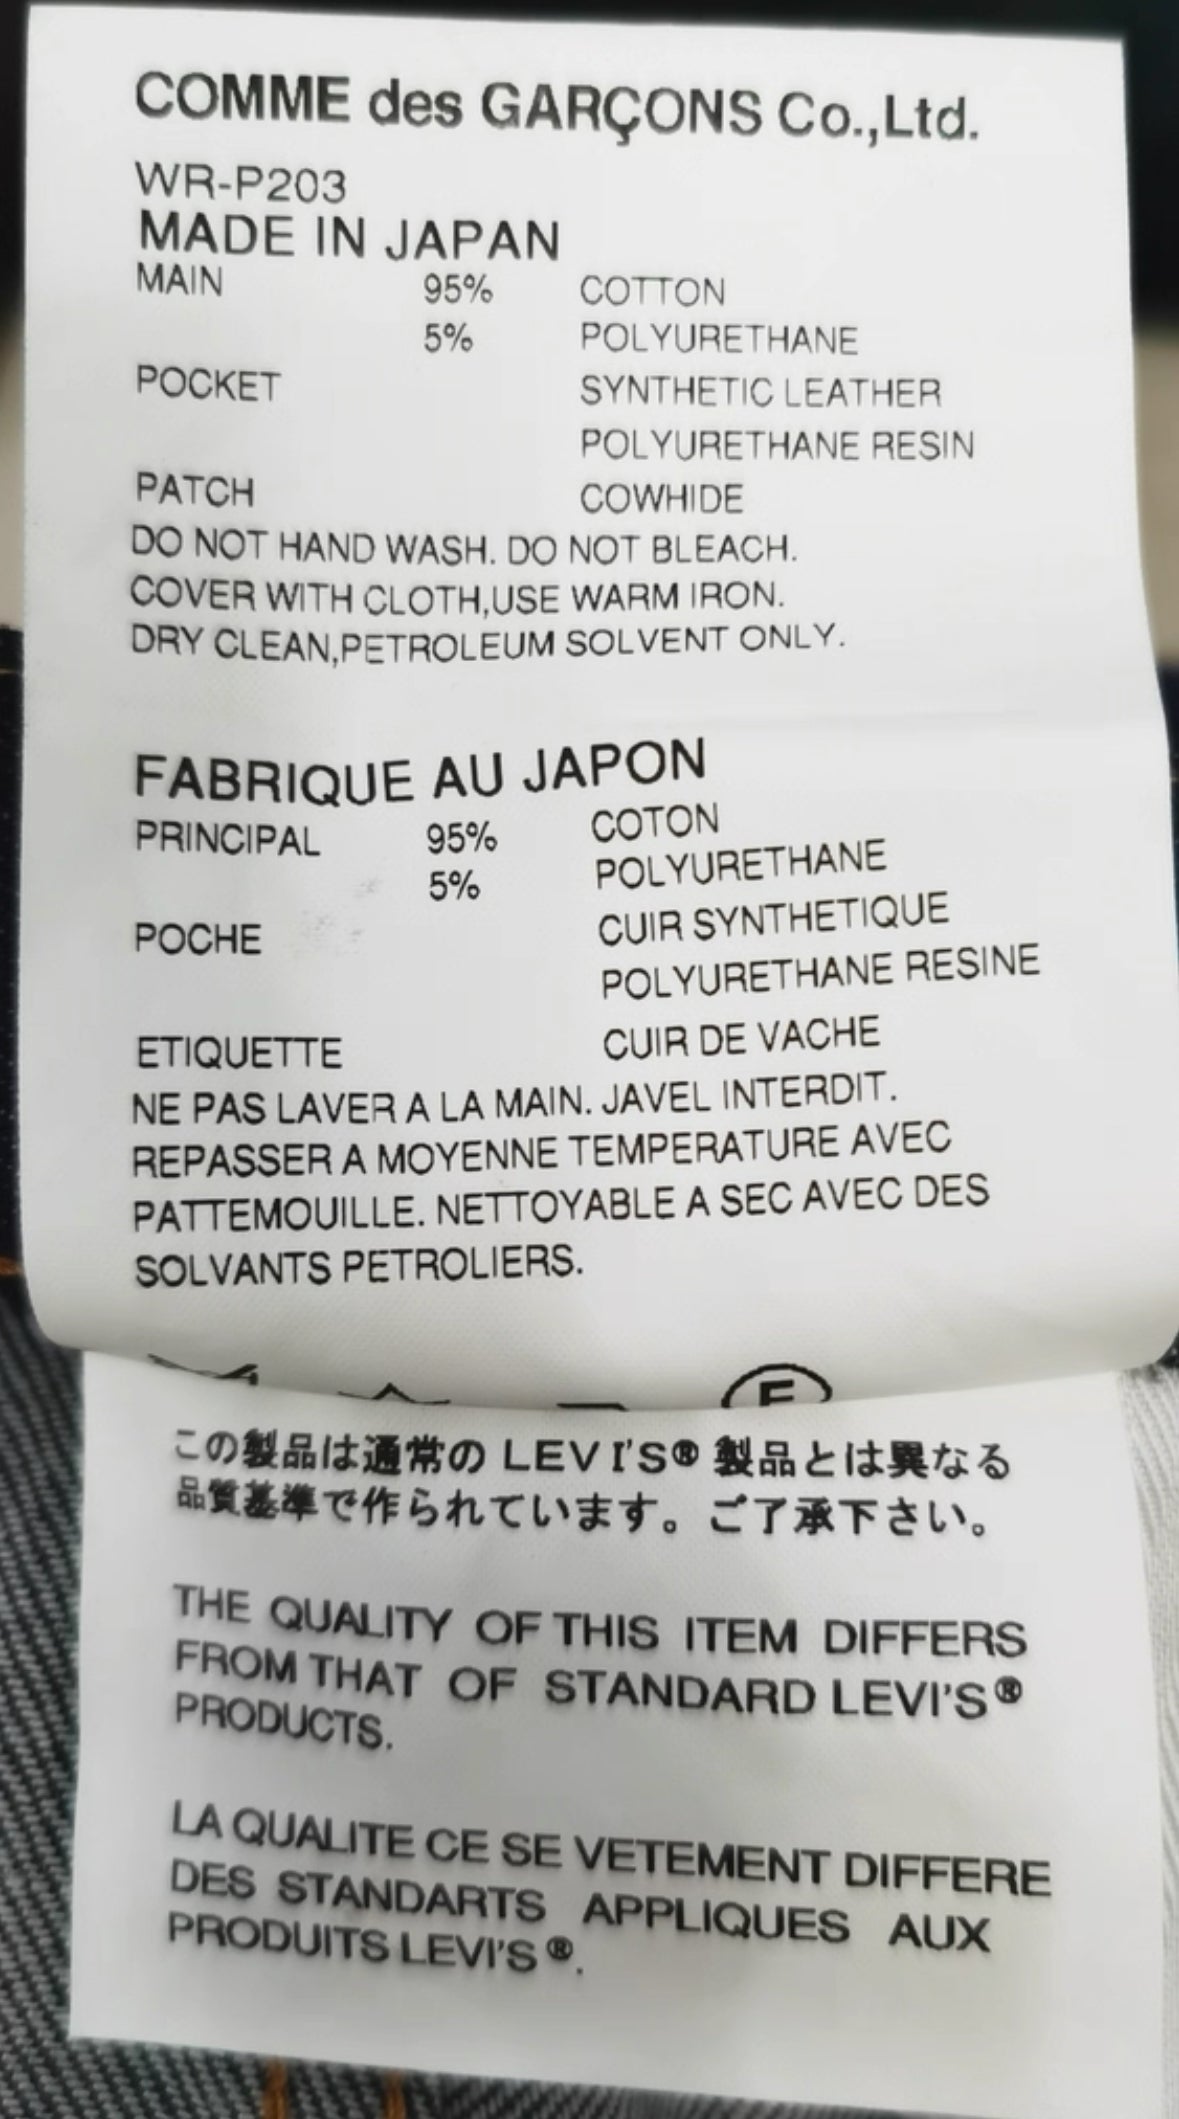 COMME des GARÇONS Co.,Ltd.
WR-P203
MADE IN JAPAN
MAIN 95% COTTON
5% POLYURETHANE
POCKET SYNTHETIC LEATHER
POLYURETHANE RESIN
PATCH COWHIDE
DO NOT HAND WASH. DO NOT BLEACH.
COVER WITH CLOTH,USE WARM IRON.
DRY CLEAN,PETROLEUM SOLVENT ONLY.
FABRIQUE AU JAPON
PRINCIPAL 95% COTON
5% POLYURETHANE
POCHE CUIR SYNTHETIQUE
POLYURETHANE RESINE
ETIQUETTE CUIR DE VACHE
NE PAS LAVER A LA MAIN. JAVEL INTERDIT.
REPASSER A MOYENNE TEMPERATURE AVEC
PATTEMOUILLE. NETTOYABLE A SEC AVEC DES
SOLVANTS PETROLIERS.
F
この製品は通常の LEVI'S® 製品とは異なる
品質基準で作られています。ご了承下さい。
THE QUALITY OF THIS ITEM DIFFERS
FROM THAT OF STANDARD LEVI'S®
PRODUCTS.
LA QUALITE CE SE VETEMENT DIFFERE
DES STANDARTS APPLIQUES AUX
PRODUITS LEVI'S®.